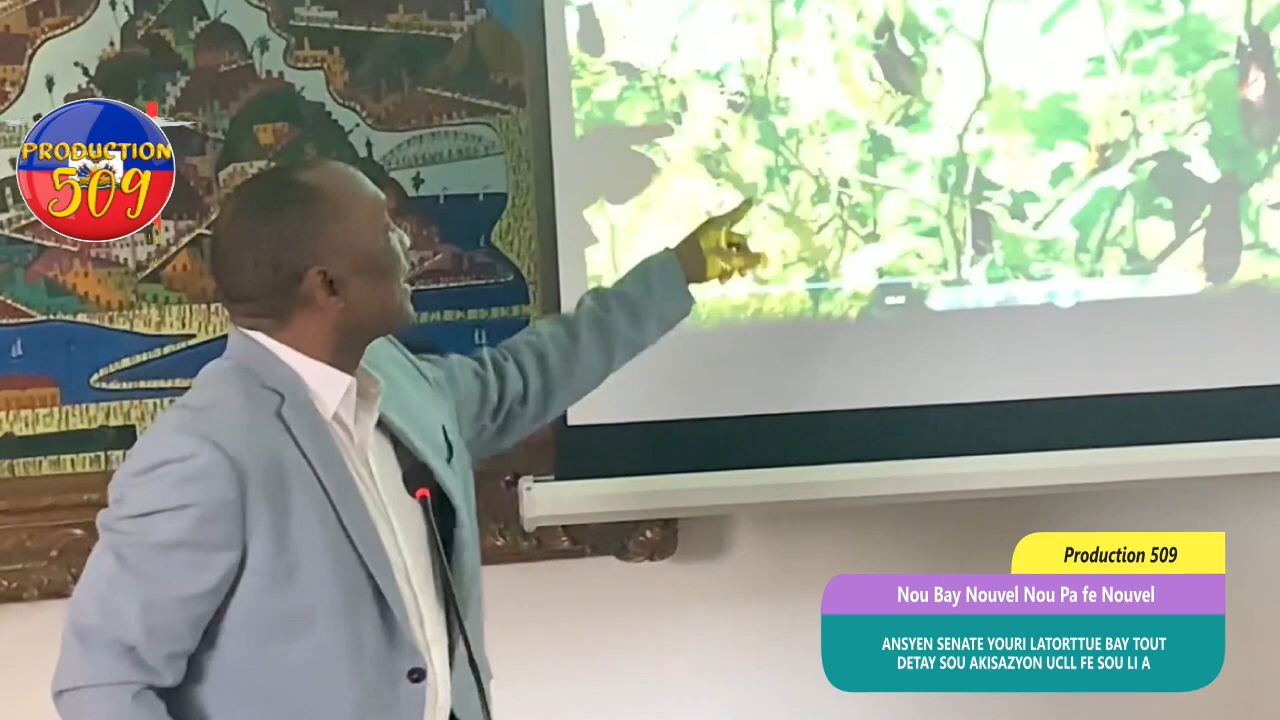 PRODUCTION
509
Production 509
Nou Bay Nouvel Nou Pa fe Nouvel
ANSYEN SENATE YOURI LATORTTUE BAY TOUT
DETAY SOU AKISAZYON UCLL FE SOU LI A